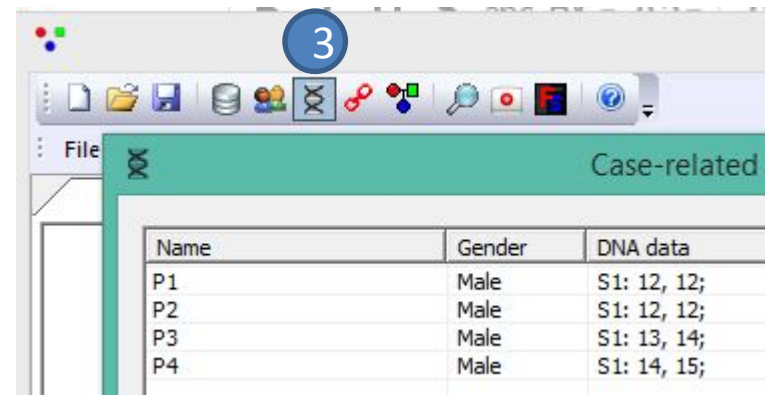 3
File
Case-related
Name Gender DNA data
P1 Male S1: 12, 12;
P2 Male S1: 12, 12;
P3 Male S1: 13, 14;
P4 Male S1: 14, 15;